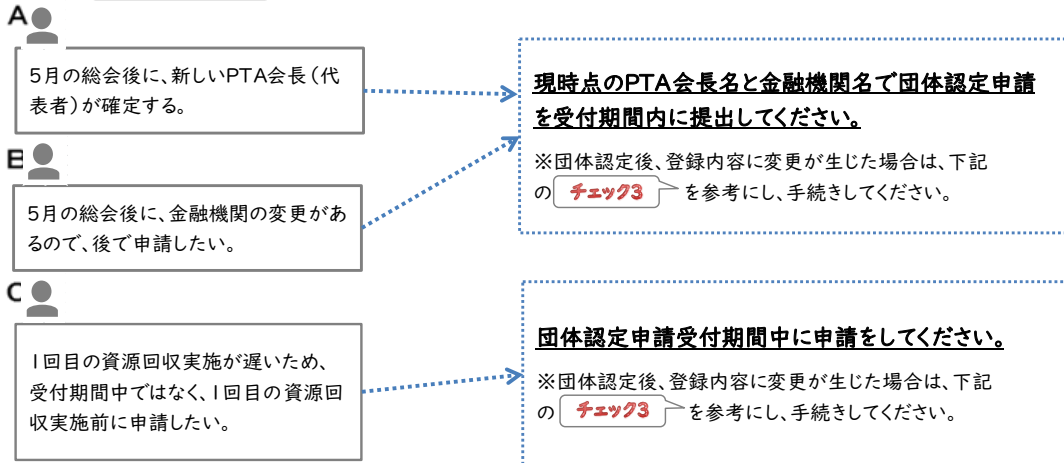 A
5月の総会後に、新しいPTA会長(代
表者)が確定する。
現時点のPTA会長名と金融機関名で団体認定申請
を受付期間内に提出してください。
※団体認定後、登録内容に変更が生じた場合は、下記
の チェック3 を参考にし、手続きしてください。
B
5月の総会後に、金融機関の変更があ
るので、後で申請したい。
C
1回目の資源回収実施が遅いため、
受付期間中ではなく、1回目の資源回
収実施前に申請したい。
団体認定申請受付期間中に申請をしてください。
※団体認定後、登録内容に変更が生じた場合は、下記
の チェック3 を参考にし、手続きしてください。